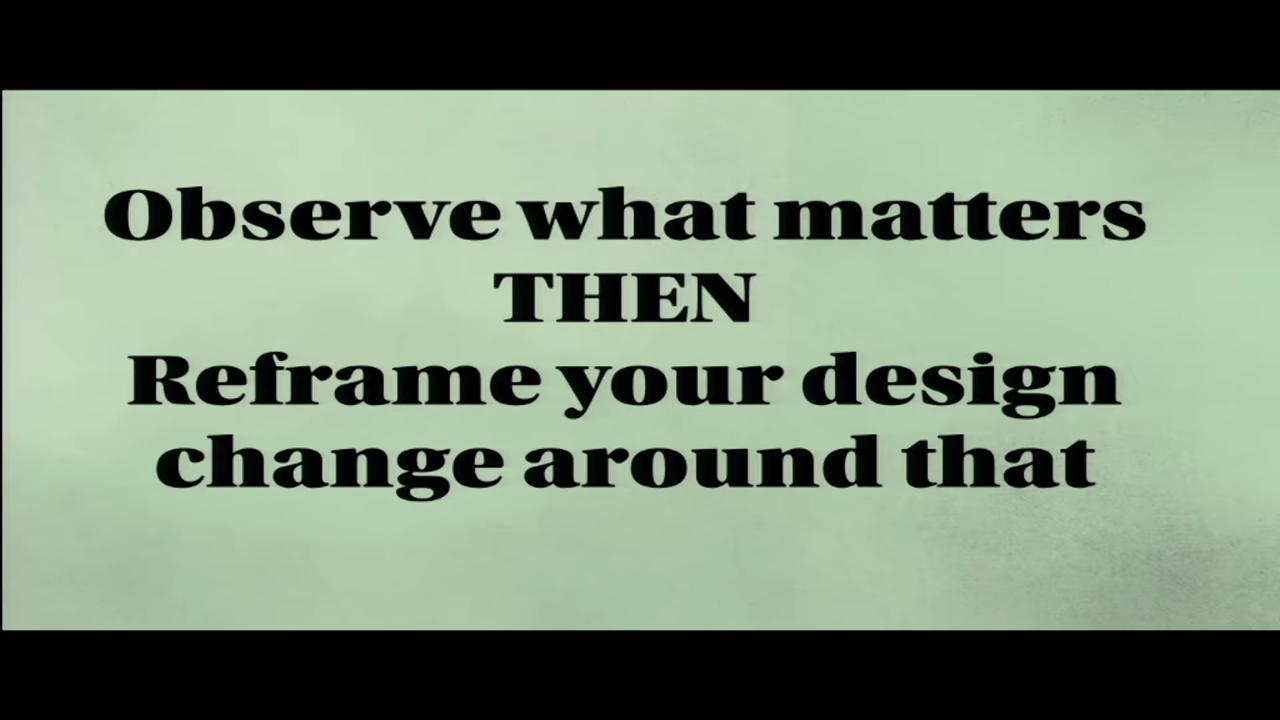 Observe what matters
THEN
Reframe your design
change around that